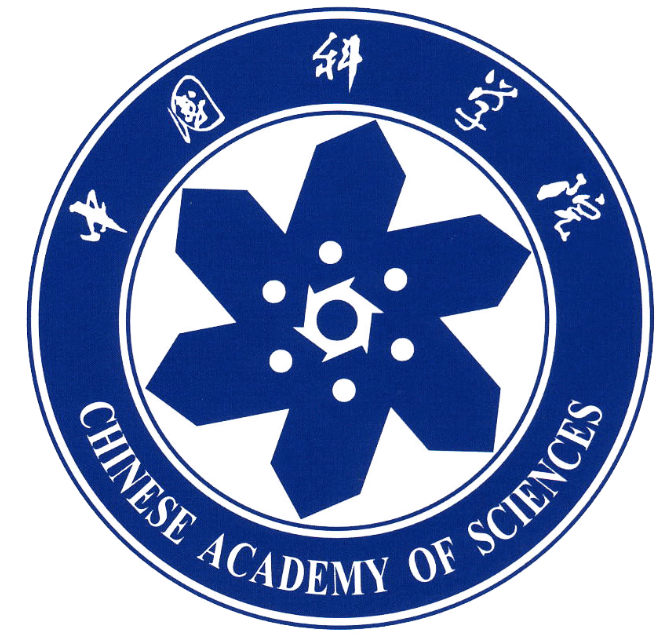 中国科学院
CHINESE ACADEMY OF SCIENCES